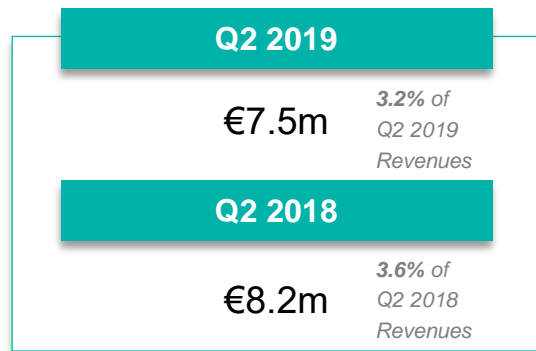 Q2 2019
€7.5m
3.2% of
Q2 2019
Revenues
Q2 2018
€8.2m
3.6% of
Q2 2018
Revenues